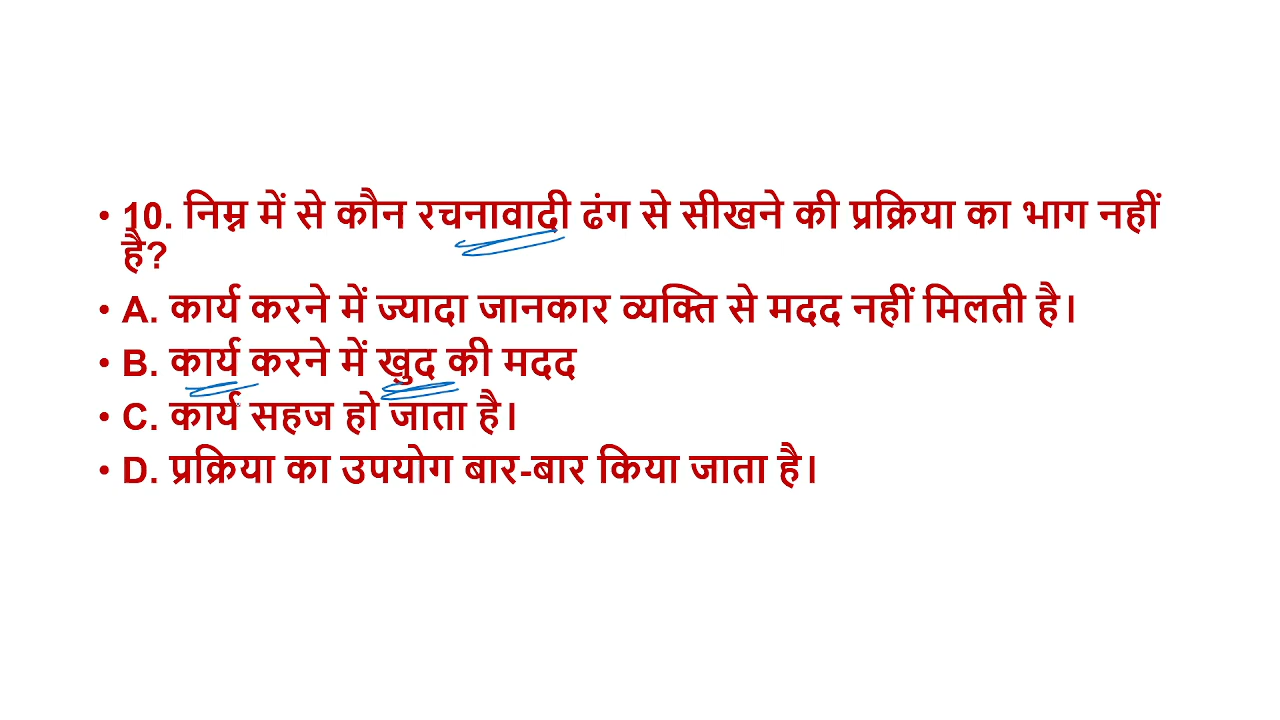 • 10. निम्न में से कौन रचनावादी ढंग से सीखने की प्रक्रिया का भाग नहीं
है?
• A. कार्य करने में ज्यादा जानकार व्यक्ति से मदद नहीं मिलती है।
• B. कार्य करने में खुद की मदद
• C. कार्य सहज हो जाता है।
• D. प्रक्रिया का उपयोग बार-बार किया जाता है।